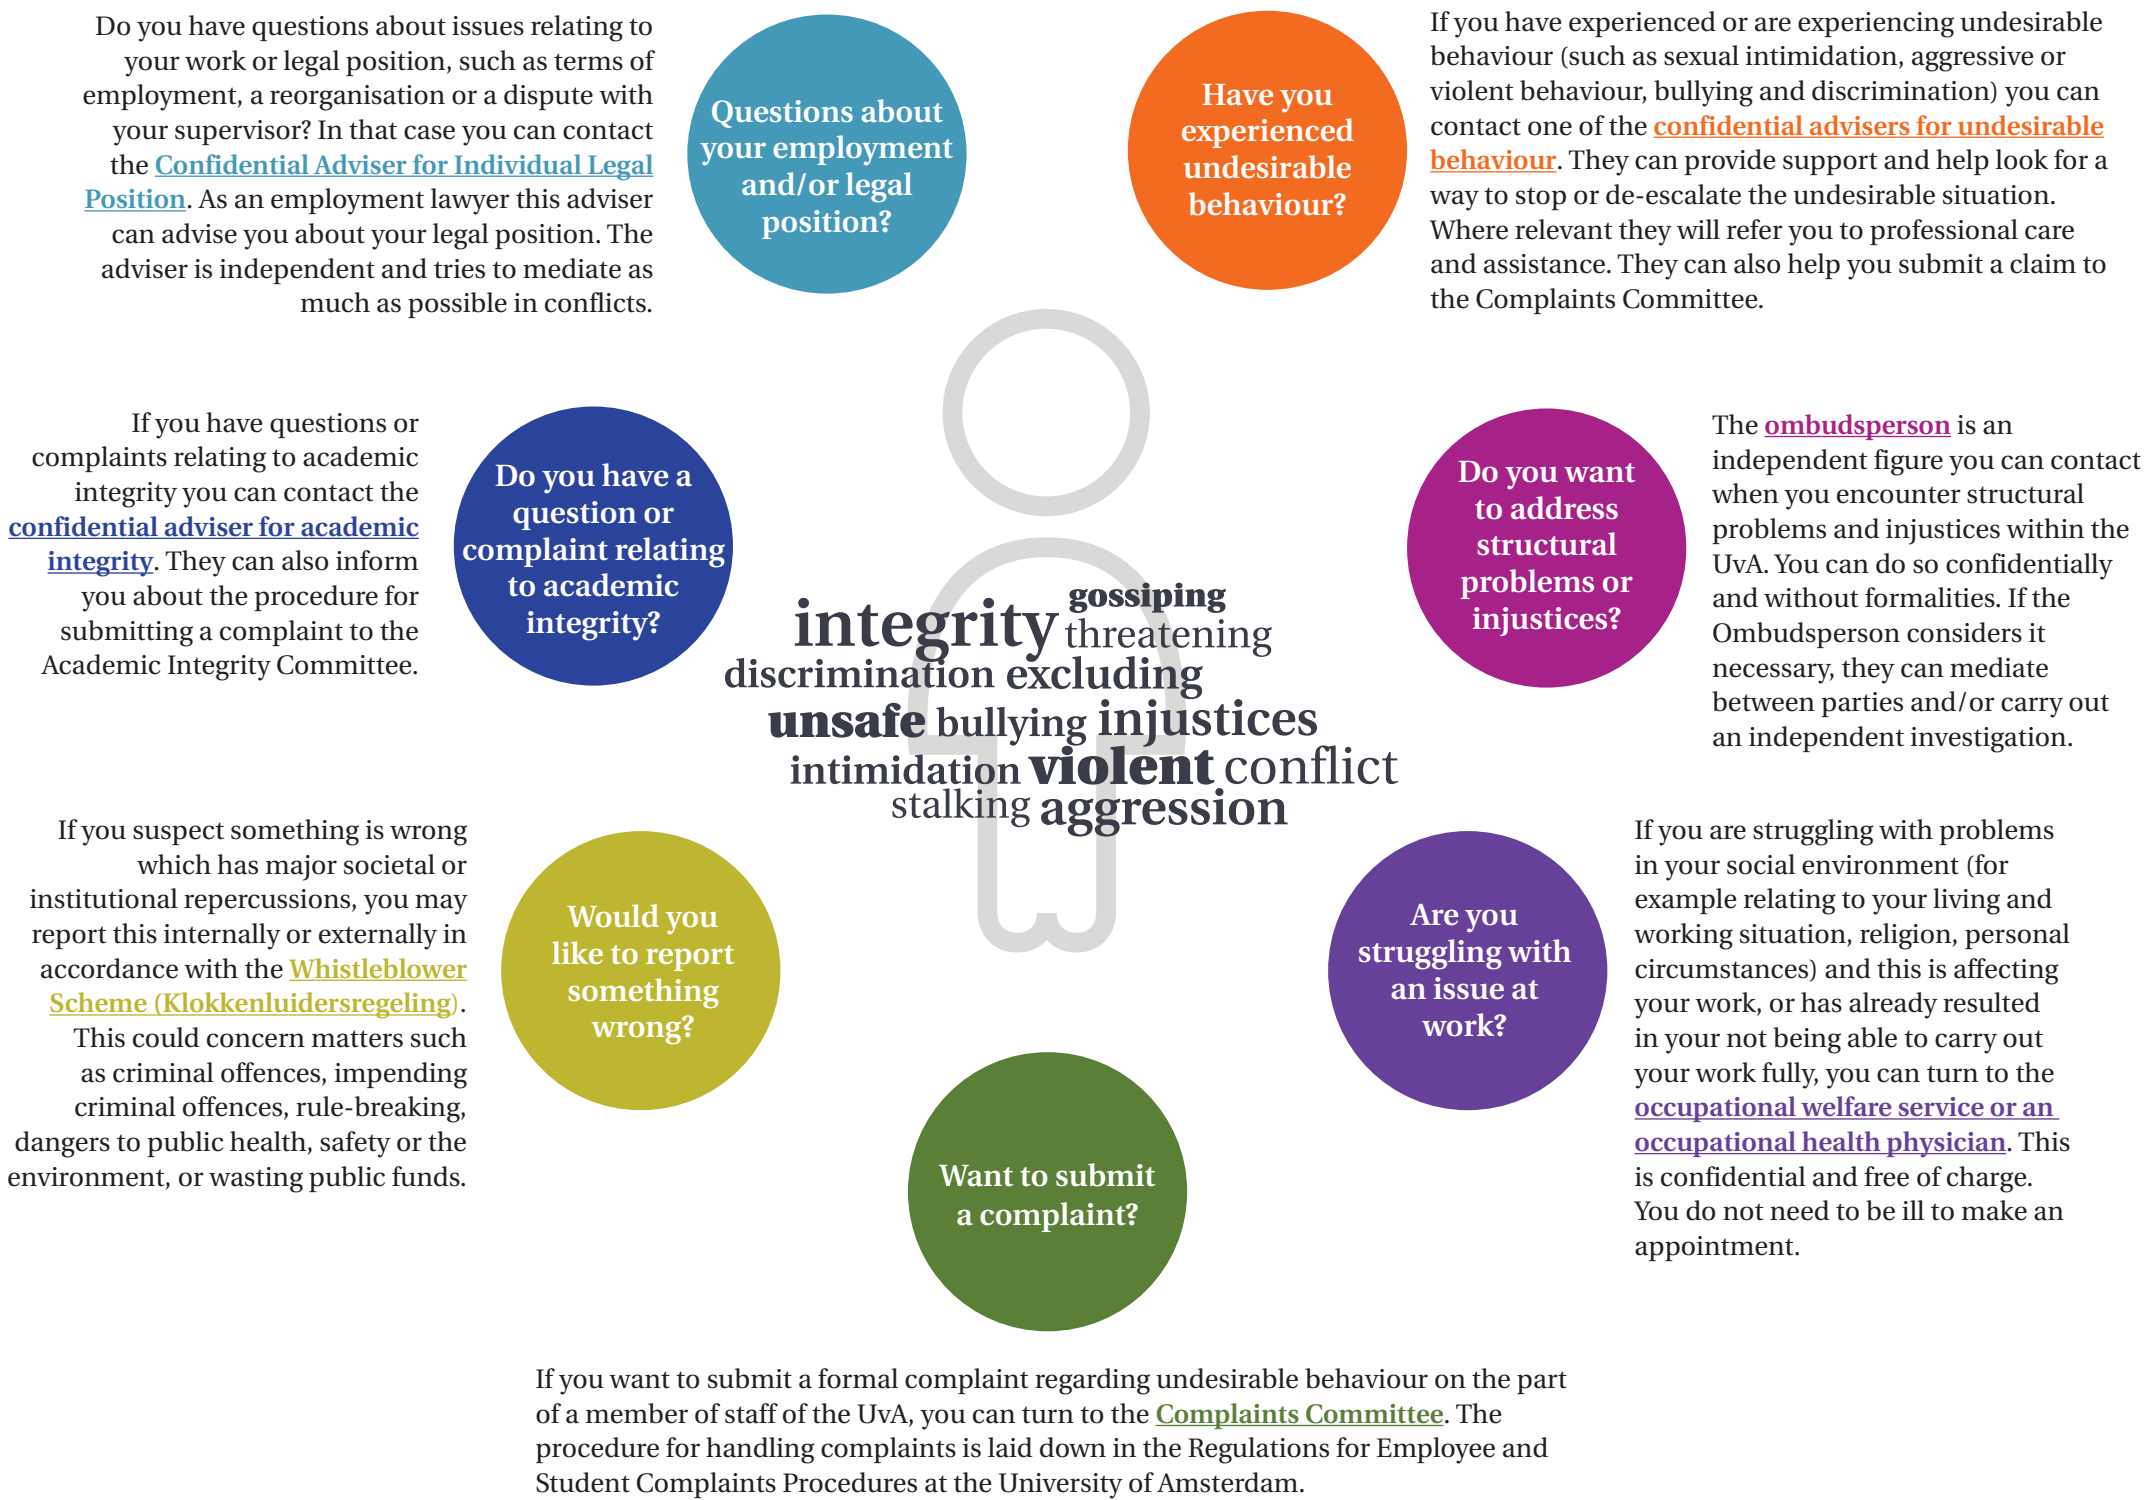 Do you have questions about issues relating to
your work or legal position, such as terms of
employment, a reorganisation or a dispute with
your supervisor? In that case you can contact
the Confidential Adviser for Individual Legal
Position. As an employment lawyer this adviser
can advise you about your legal position. The
adviser is independent and tries to mediate as
much as possible in conflicts.
Questions about
your employment
and/or legal
position?
Have you
experienced
undesirable
behaviour?
If you have experienced or are experiencing undesirable
behaviour (such as sexual intimidation, aggressive or
violent behaviour, bullying and discrimination) you can
contact one of the confidential advisers for undesirable
behaviour. They can provide support and help look for a
way to stop or de-escalate the undesirable situation.
Where relevant they will refer you to professional care
and assistance. They can also help you submit a claim to
the Complaints Committee.
If you have questions or
complaints relating to academic
integrity you can contact the
confidential adviser for academic
integrity. They can also inform
you about the procedure for
submitting a complaint to the
Academic Integrity Committee.
Do you have a
question or
complaint relating
to academic
integrity?
integrity gossiping
threatening
discrimination excluding
unsafe bullying injustices
intimidation violent conflict
stalking aggression
Do you want
to address
structural
problems or
injustices?
The ombudsperson is an
independent figure you can contact
when you encounter structural
problems and injustices within the
UvA. You can do so confidentially
and without formalities. If the
Ombudsperson considers it
necessary, they can mediate
between parties and/or carry out
an independent investigation.
If you suspect something is wrong
which has major societal or
institutional repercussions, you may
report this internally or externally in
accordance with the Whistleblower
Scheme (Klokkenluidersregeling).
This could concern matters such
as criminal offences, impending
criminal offences, rule-breaking,
dangers to public health, safety or the
environment, or wasting public funds.
Would you
like to report
something
wrong?
Are you
struggling with
an issue at
work?
If you are struggling with problems
in your social environment (for
example relating to your living and
working situation, religion, personal
circumstances) and this is affecting
your work, or has already resulted
in your not being able to carry out
your work fully, you can turn to the
occupational welfare service or an
occupational health physician. This
is confidential and free of charge.
You do not need to be ill to make an
appointment.
Want to submit
a complaint?
If you want to submit a formal complaint regarding undesirable behaviour on the part
of a member of staff of the UvA, you can turn to the Complaints Committee. The
procedure for handling complaints is laid down in the Regulations for Employee and
Student Complaints Procedures at the University of Amsterdam.